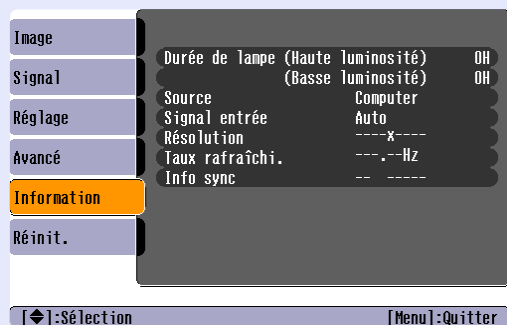 Image
Signal
Réglage
Avancé
Information
Réinit.
Durée de lampe (Haute luminosité) 0H
(Basse luminosité) 0H
Source Computer
Signal entrée Auto
Résolution ----x----
Taux rafraîchi. ---.--Hz
Info sync -- -----
[◆]:Sélection [Menu]:Quitter